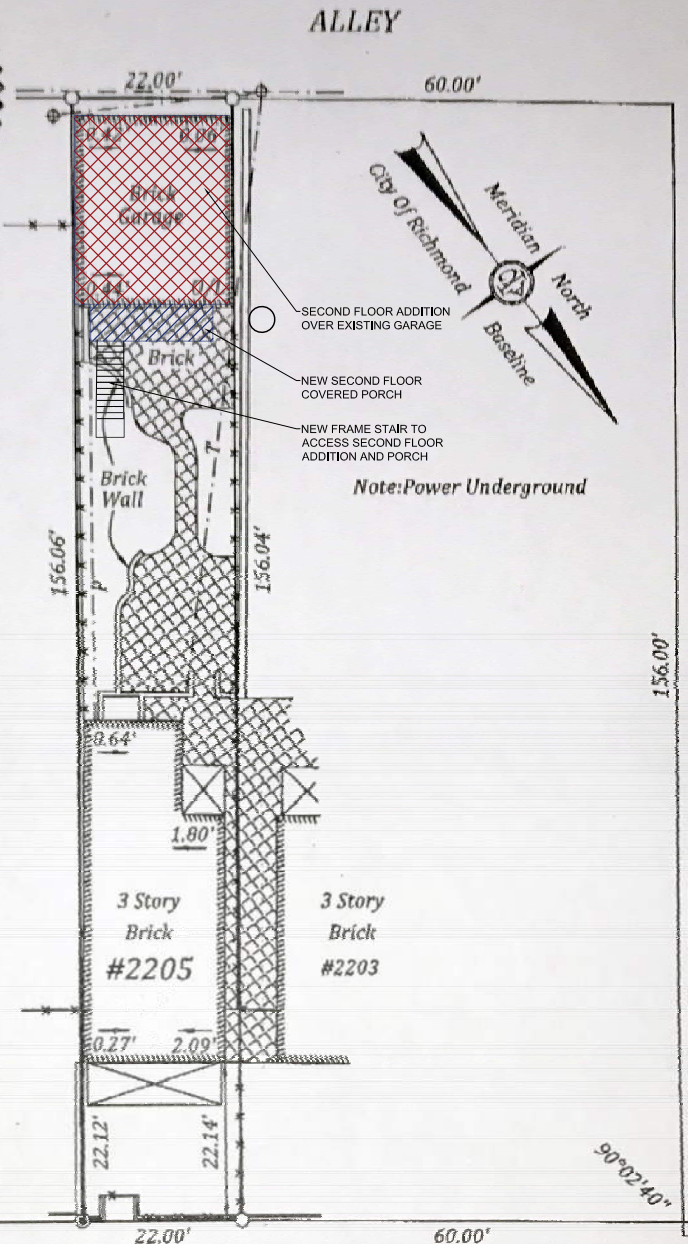 ALLEY
22.00'
60.00'
Brick
Garage
City Of Richmond
Meridian
North
Baseline
SECOND FLOOR ADDITION
OVER EXISTING GARAGE
Brick
NEW SECOND FLOOR
COVERED PORCH
NEW FRAME STAIR TO
ACCESS SECOND FLOOR
ADDITION AND PORCH
T
Brick
Wall
Note:Power Underground
P
156.06'
156.04'
156.00'
0.64'
1.80'
3 Story
Brick
#2205
3 Story
Brick
#2203
0.27'
2.09'
22.12'
22.14'
90°02'40"
22.00'
60.00'